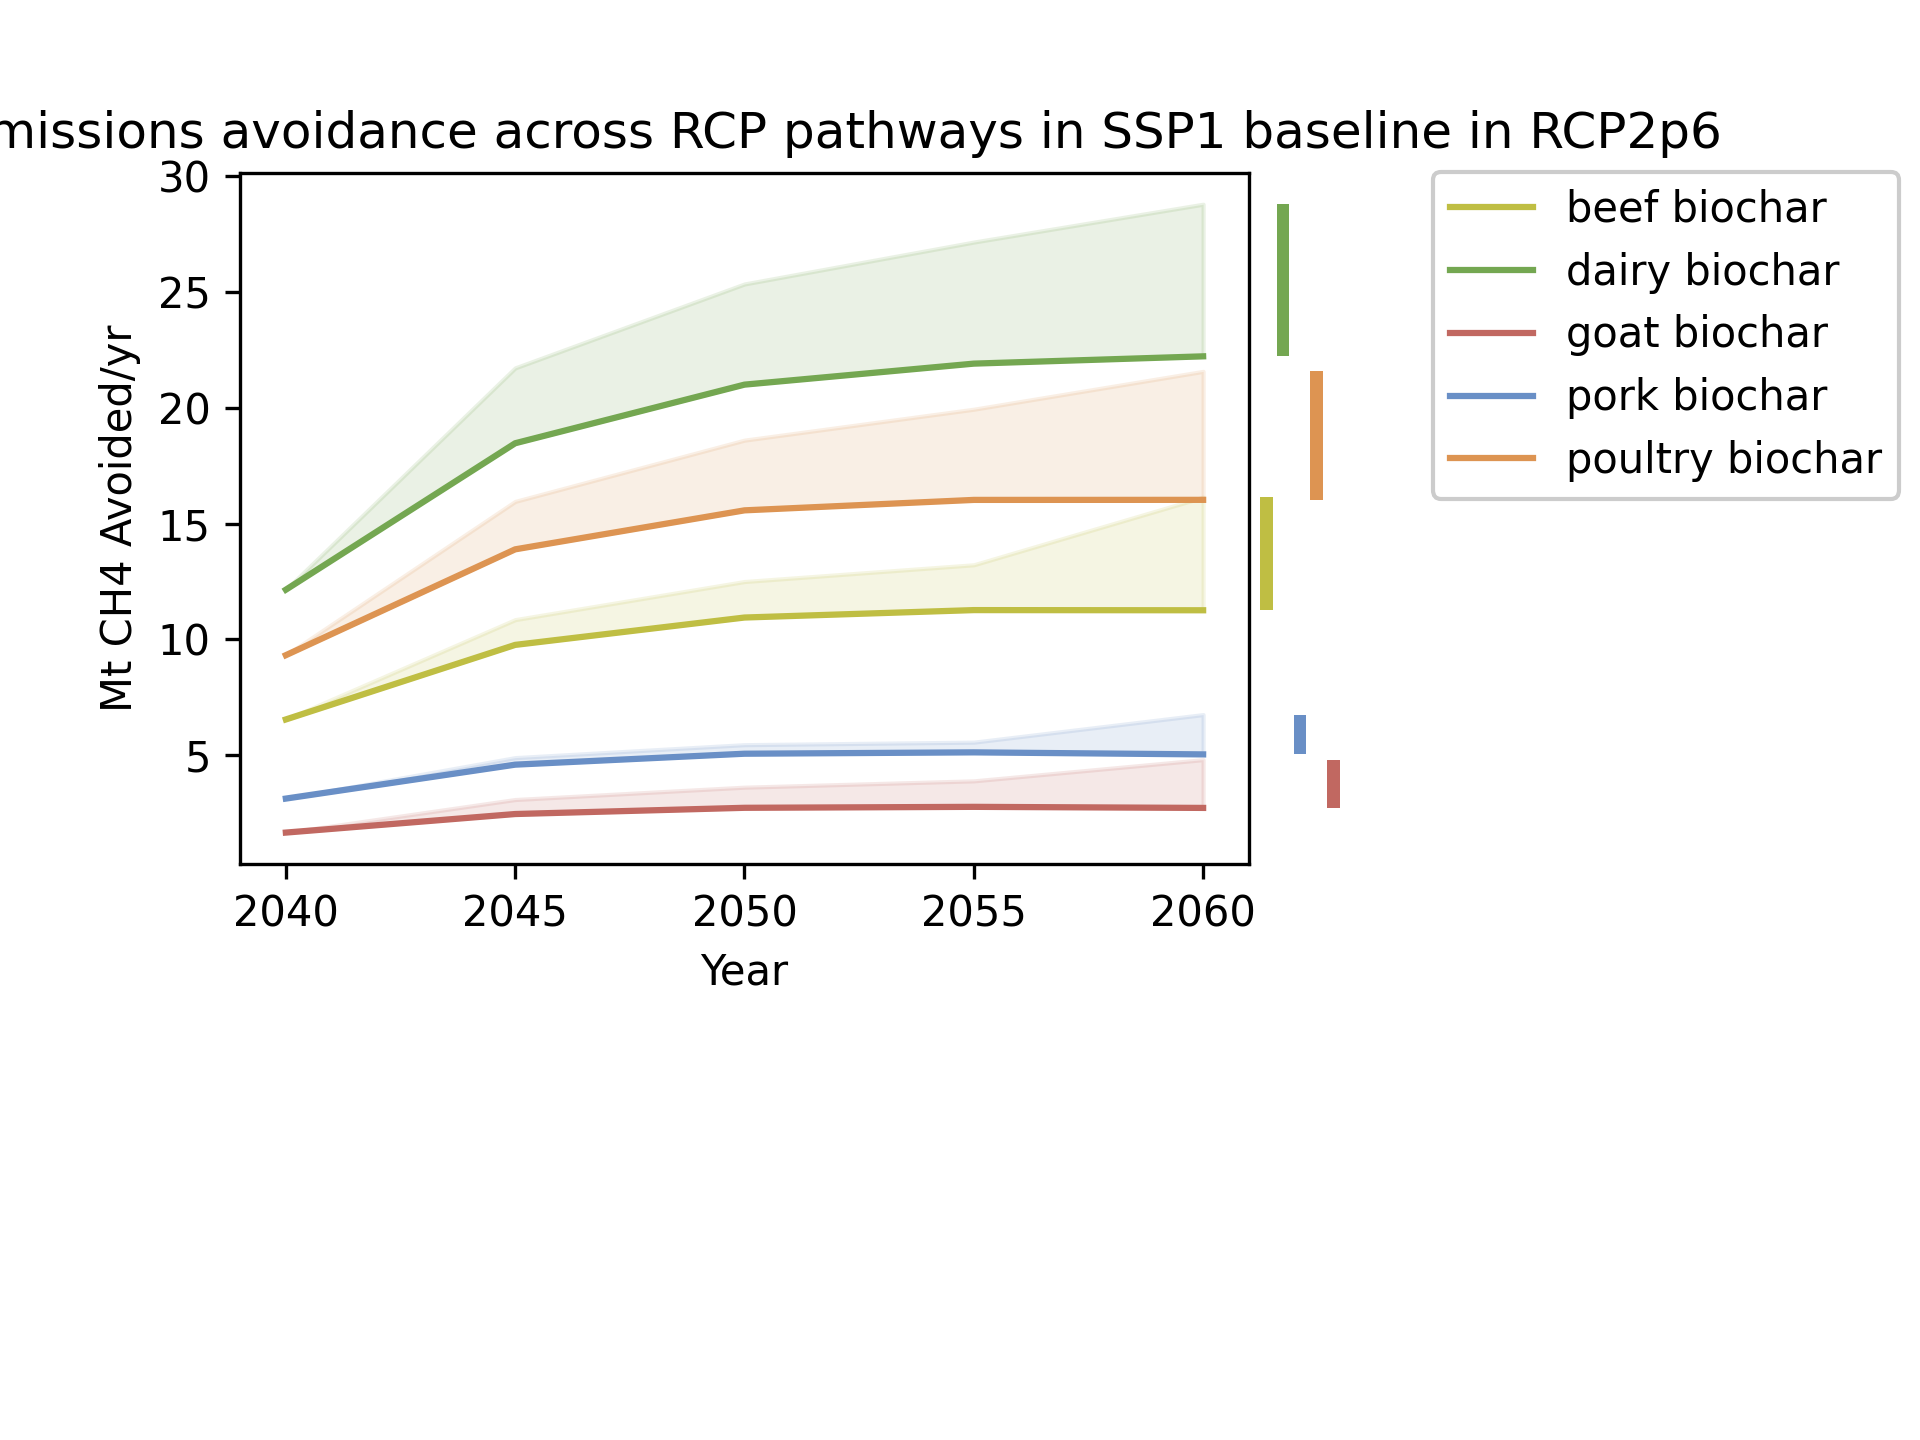 missions avoidance across RCP pathways in SSP1 baseline in RCP2p6
30
25
20
15
10
5
Mt CH4 Avoided/yr
2040 2045 2050 2055 2060
Year
beef biochar
dairy biochar
goat biochar
pork biochar
poultry biochar